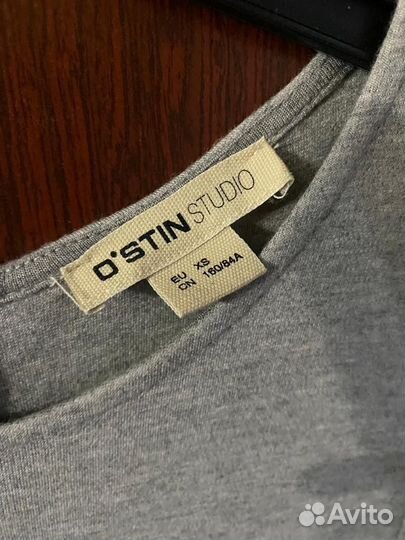 O'STIN STUDIO
EU XS
CN 160/84A
Avito